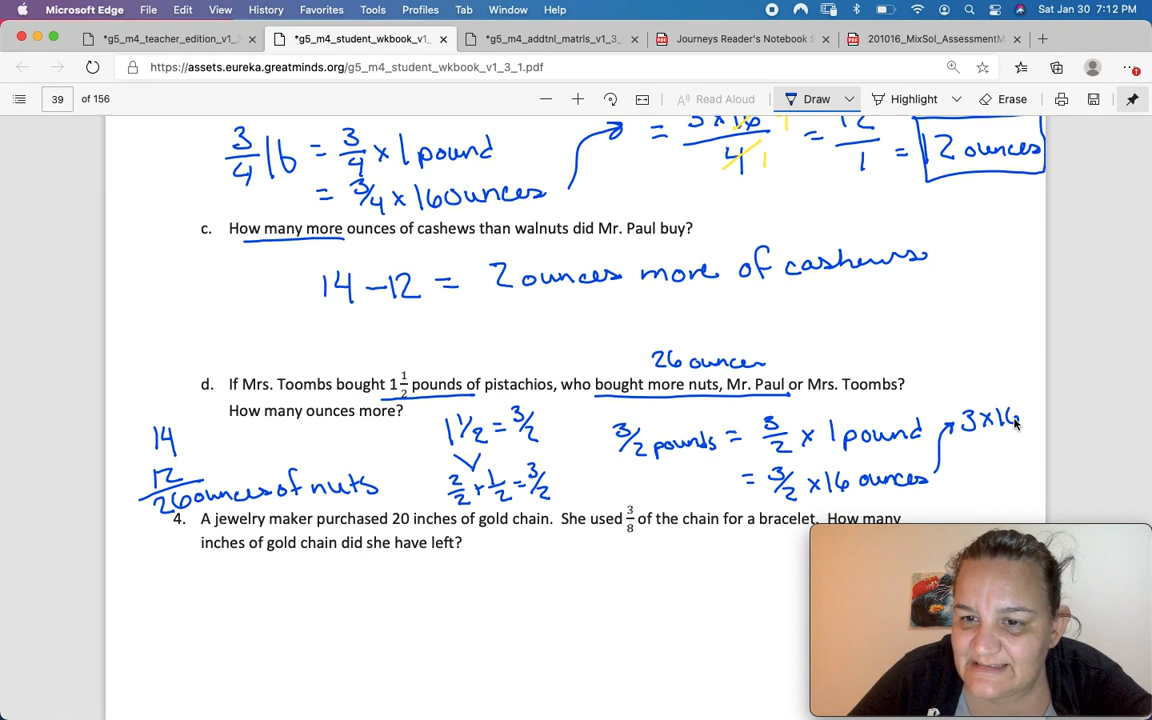 Microsoft Edge File Edit View History Favorites Tools Profiles Tab Window Help Sat Jan 30 7:12 PM
*g5_m4_teacher_edition_v1_3 *g5_m4_student_wkbook_v1_ *g5_m4_addtnl_matrls_v1_3_ Journeys Reader's Notebook 201016_MixSol_AssessmentM
https://assets.eureka.greatminds.org/g5_m4_student_wkbook_v1_3_1.pdf
39 of 156 Read Aloud Draw Highlight Erase
3/4 lb = 3/4 x 1 pound = 3 x 16 4 / 4 1 = 12/1 = 12 ounces
= 3/4 x 16 ounces
c. How many more ounces of cashews than walnuts did Mr. Paul buy?
14 - 12 = 2 ounces more of cashews
26 ounces
d. If Mrs. Toombs bought 1 1/2 pounds of pistachios, who bought more nuts, Mr. Paul or Mrs. Toombs?
How many ounces more?
14
12
26 ounces of nuts
1 1/2 = 3/2
2/2 + 1/2 = 3/2
3/2 pounds = 3/2 x 1 pound
= 3/2 x 16 ounces
3 x 16
4. A jewelry maker purchased 20 inches of gold chain. She used 3/8 of the chain for a bracelet. How many
inches of gold chain did she have left?